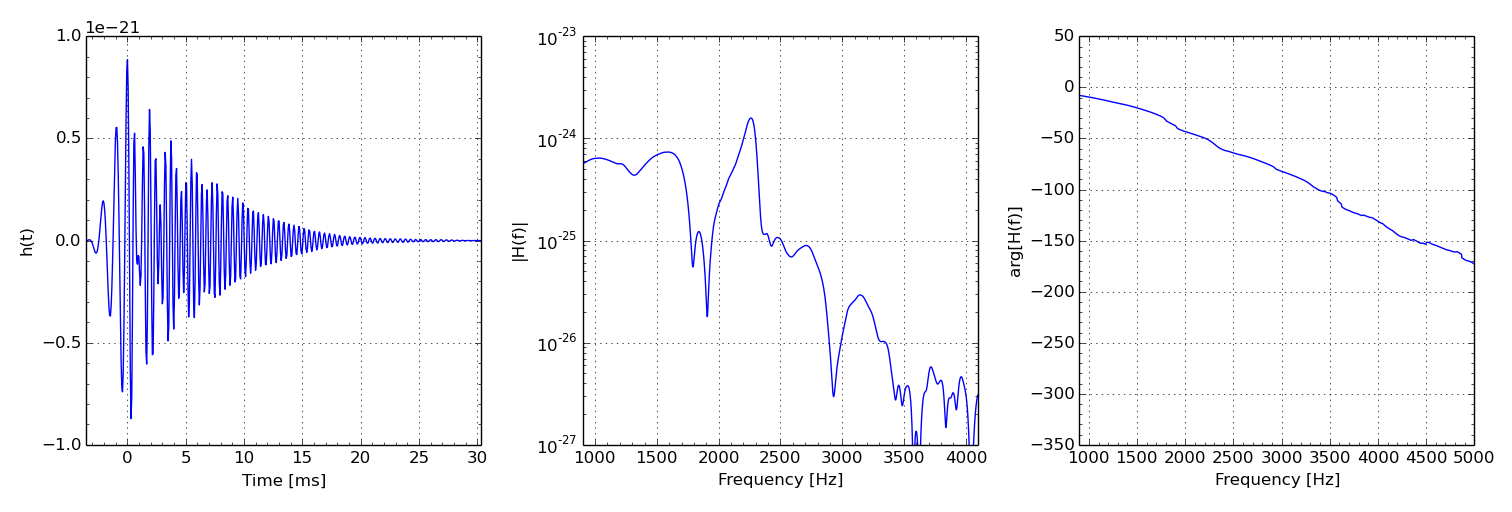 1e−21
1.0
0.5
0.0
−0.5
−1.0
h(t)
0 5 10 15 20 25 30
Time [ms]
10^-23
10^-24
10^-25
10^-26
10^-27
|H(f)|
1000 1500 2000 2500 3000 3500 4000
Frequency [Hz]
50
0
−50
−100
−150
−200
−250
−300
−350
arg[H(f)]
1000 1500 2000 2500 3000 3500 4000 4500 5000
Frequency [Hz]